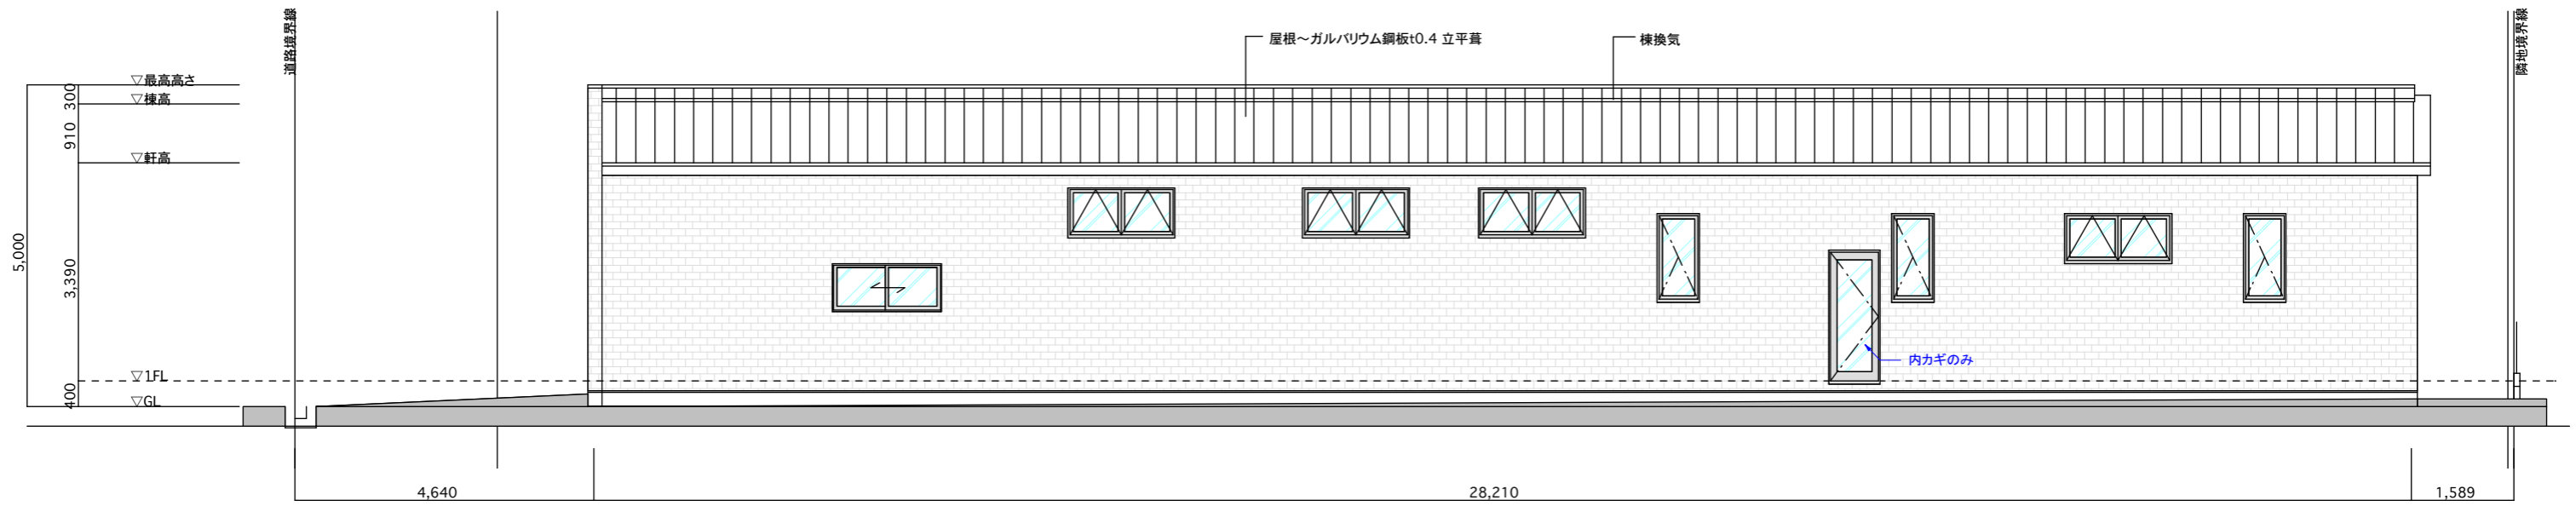 道路境界線
隣地境界線
屋根～ガルバリウム鋼板t0.4 立平葺
棟換気
▽最高高さ
300
▽棟高
910
▽軒高
5,000
3,390
内カギのみ
▽1FL
400
▽GL
4,640
28,210
1,589